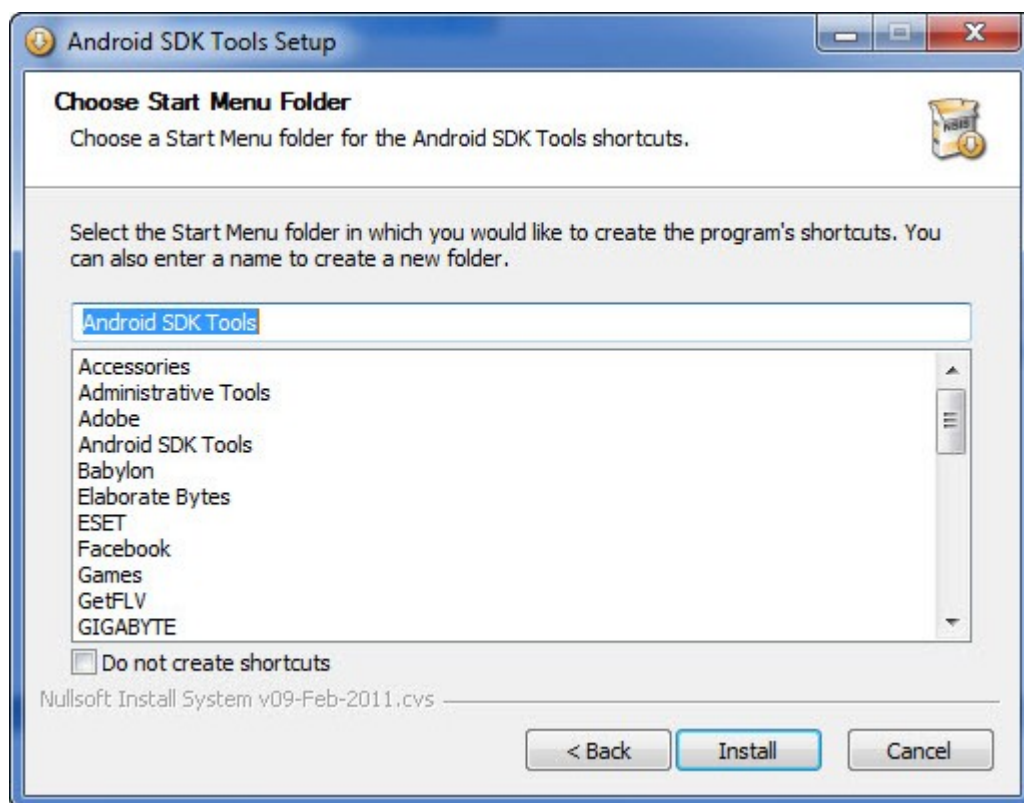 Android SDK Tools Setup
Choose Start Menu Folder
Choose a Start Menu folder for the Android SDK Tools shortcuts.
NSIS
Select the Start Menu folder in which you would like to create the program's shortcuts. You
can also enter a name to create a new folder.
Android SDK Tools
Accessories
Administrative Tools
Adobe
Android SDK Tools
Babylon
Elaborate Bytes
ESET
Facebook
Games
GetFLV
GIGABYTE
Do not create shortcuts
Nullsoft Install System v09-Feb-2011.cvs
< Back
Install
Cancel